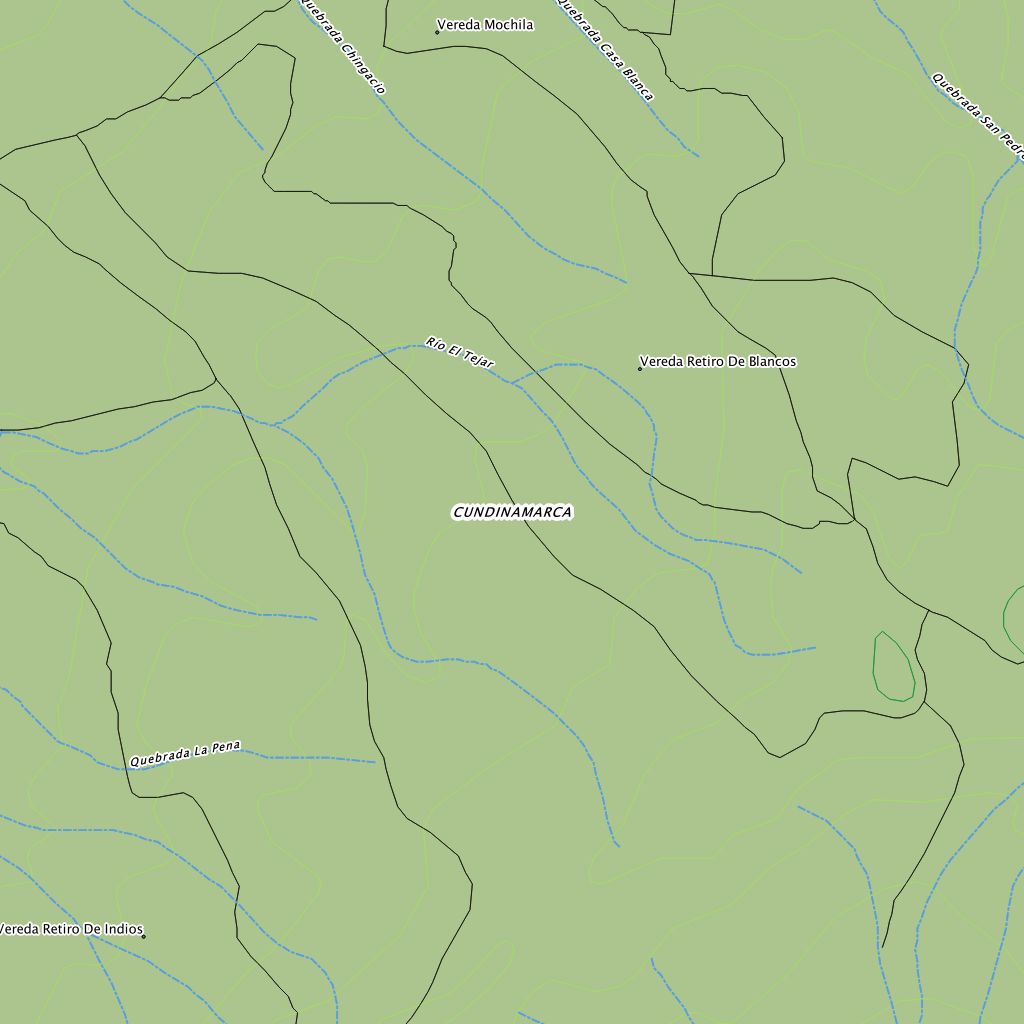 Quebrada Chingacio
Vereda Mochila
Quebrada Casa Blanca
Quebrada San Pedro
Río El Tejar
Vereda Retiro De Blancos
CUNDINAMARCA
Quebrada La Pena
Vereda Retiro De Indios